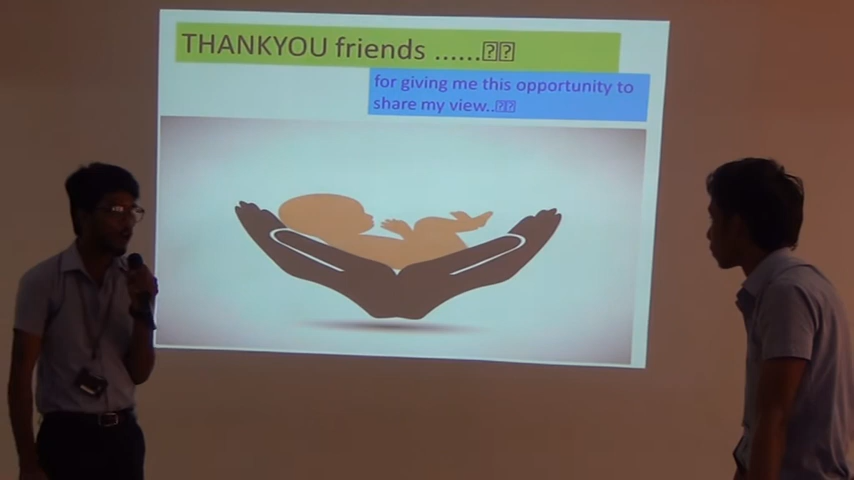 THANKYOU friends ......⍰⍰
for giving me this opportunity to
share my view..⍰⍰